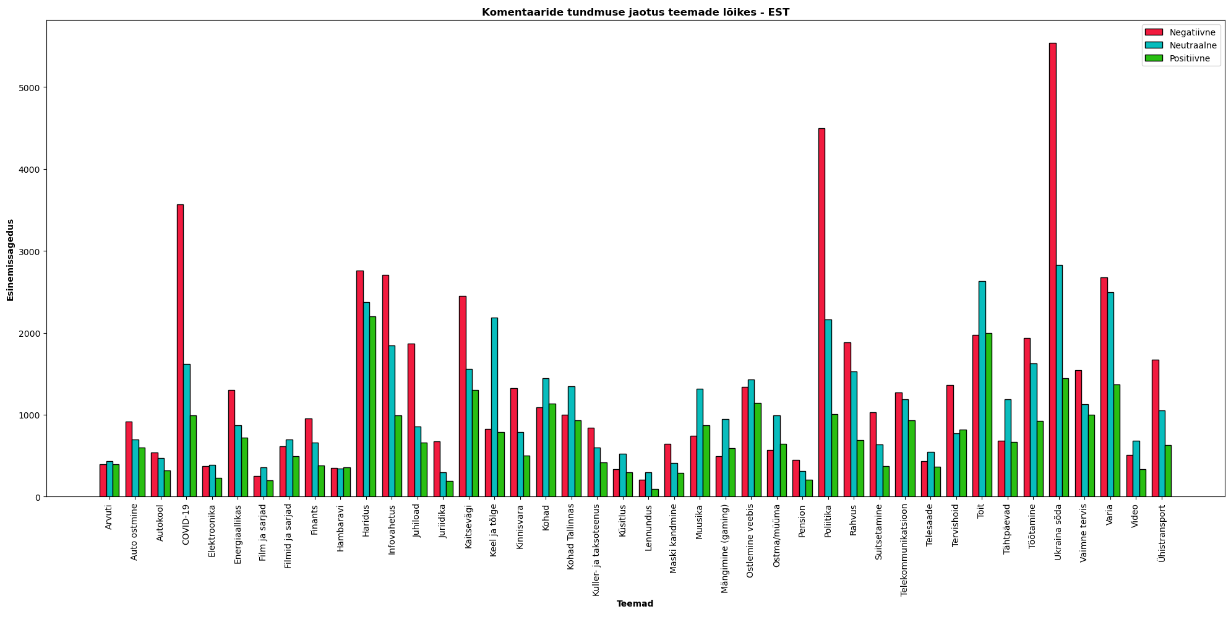 Komentaaride tundmuse jaotus teemade lõikes - EST
Negatiivne
Neutraalne
Positiivne
Esinemissagedus
5000
4000
3000
2000
1000
0
Arvuti
Auto ostmine
Autokool
COVID-19
Elektroonika
Energiaallikas
Film ja sarjad
Filmid ja sarjad
Finants
Hambaravi
Haridus
Infovahetus
Juhiload
Juriidika
Kaitsevägi
Keel ja tõlge
Kinnisvara
Kohad
Kohad Tallinnas
Kuller- ja taksoteenus
Küsitlus
Lennundus
Maski kandmine
Muusika
Mängimine (gaming)
Ostlemine veebis
Ostma/müüma
Pension
Poliitika
Rahvus
Suitsetamine
Telekommunikatsioon
Telesaade
Tervishoid
Toit
Tähtpäevad
Töötamine
Ukraina sõda
Vaimne tervis
Varia
Video
Ühistransport
Teemad